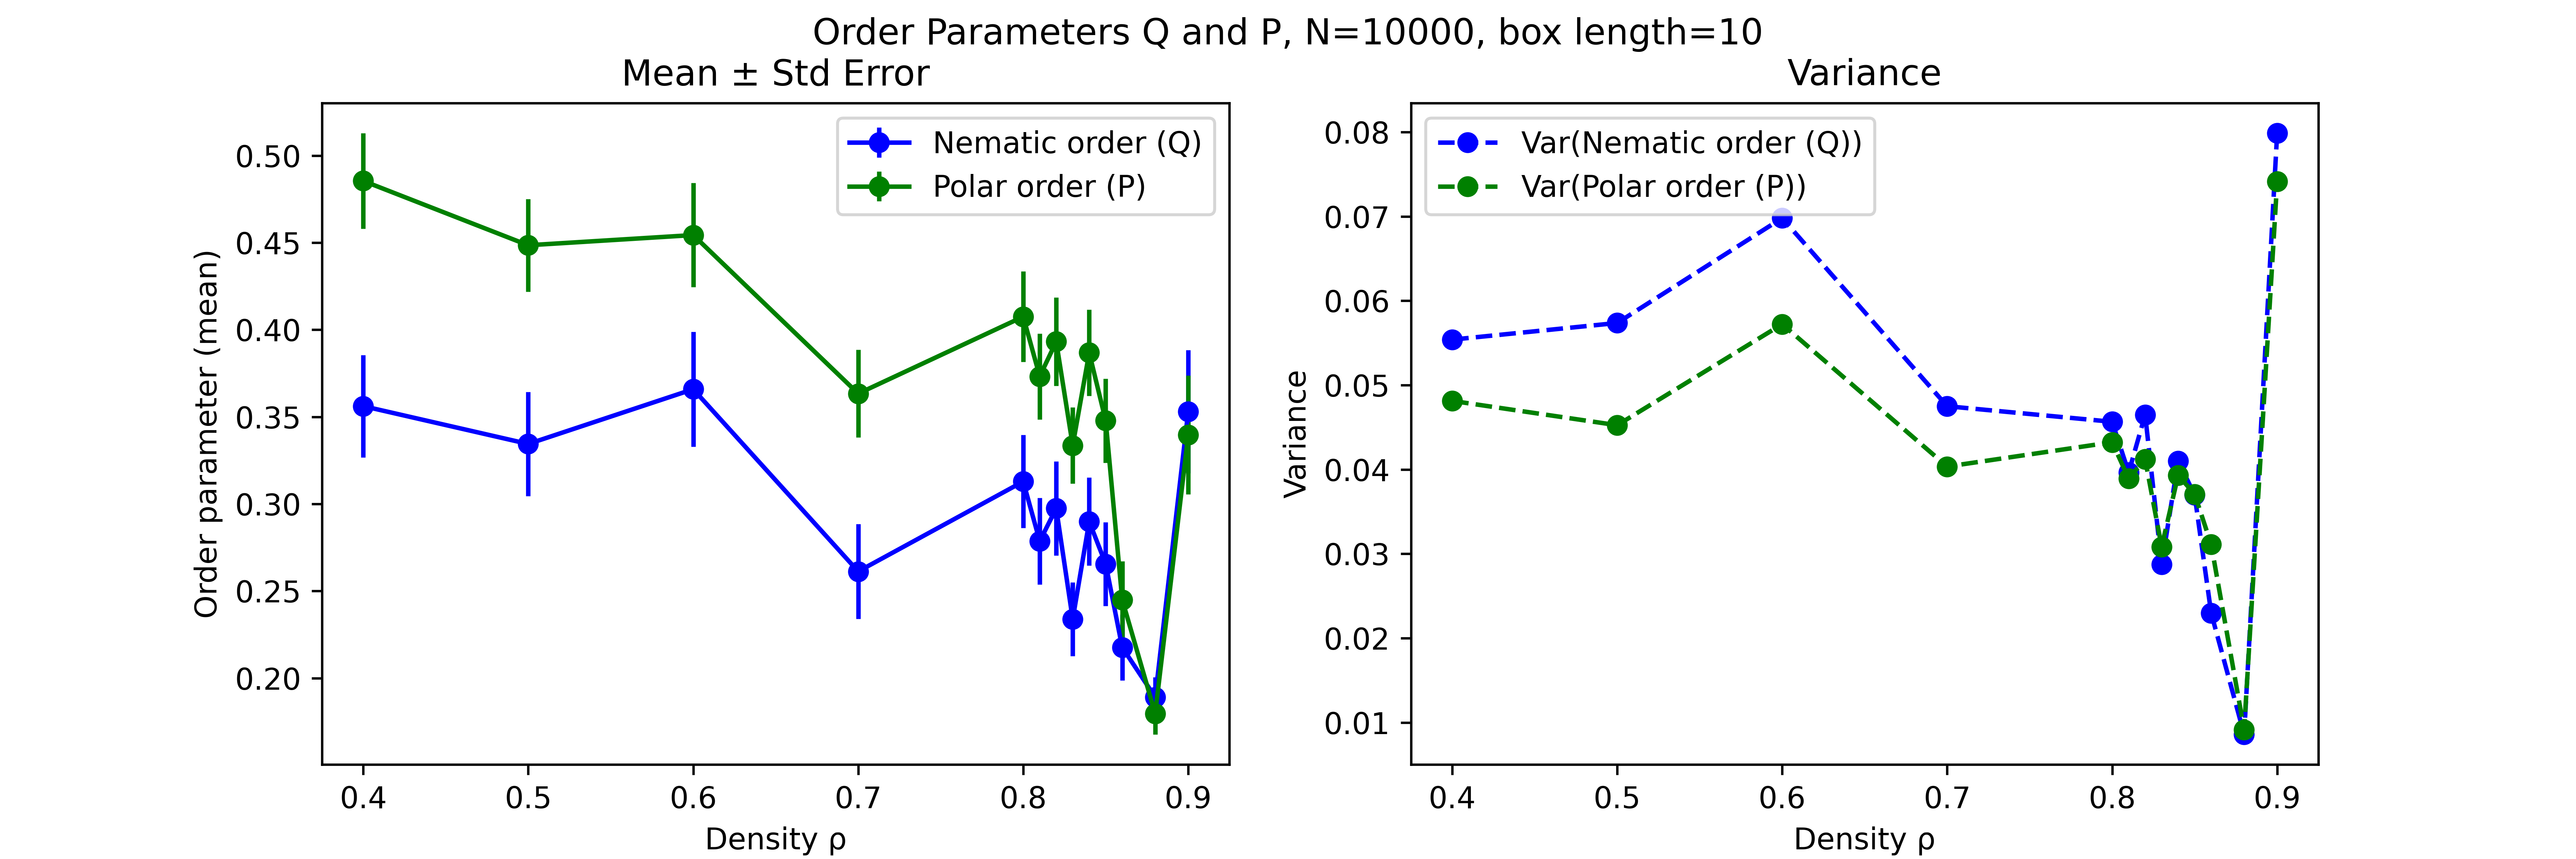 Order Parameters Q and P, N=10000, box length=10
Mean ± Std Error
Order parameter (mean)
0.50
0.45
0.40
0.35
0.30
0.25
0.20
Nematic order (Q)
Polar order (P)
0.4 0.5 0.6 0.7 0.8 0.9
Density ρ
Variance
Variance
0.08
0.07
0.06
0.05
0.04
0.03
0.02
0.01
Var(Nematic order (Q))
Var(Polar order (P))
0.4 0.5 0.6 0.7 0.8 0.9
Density ρ